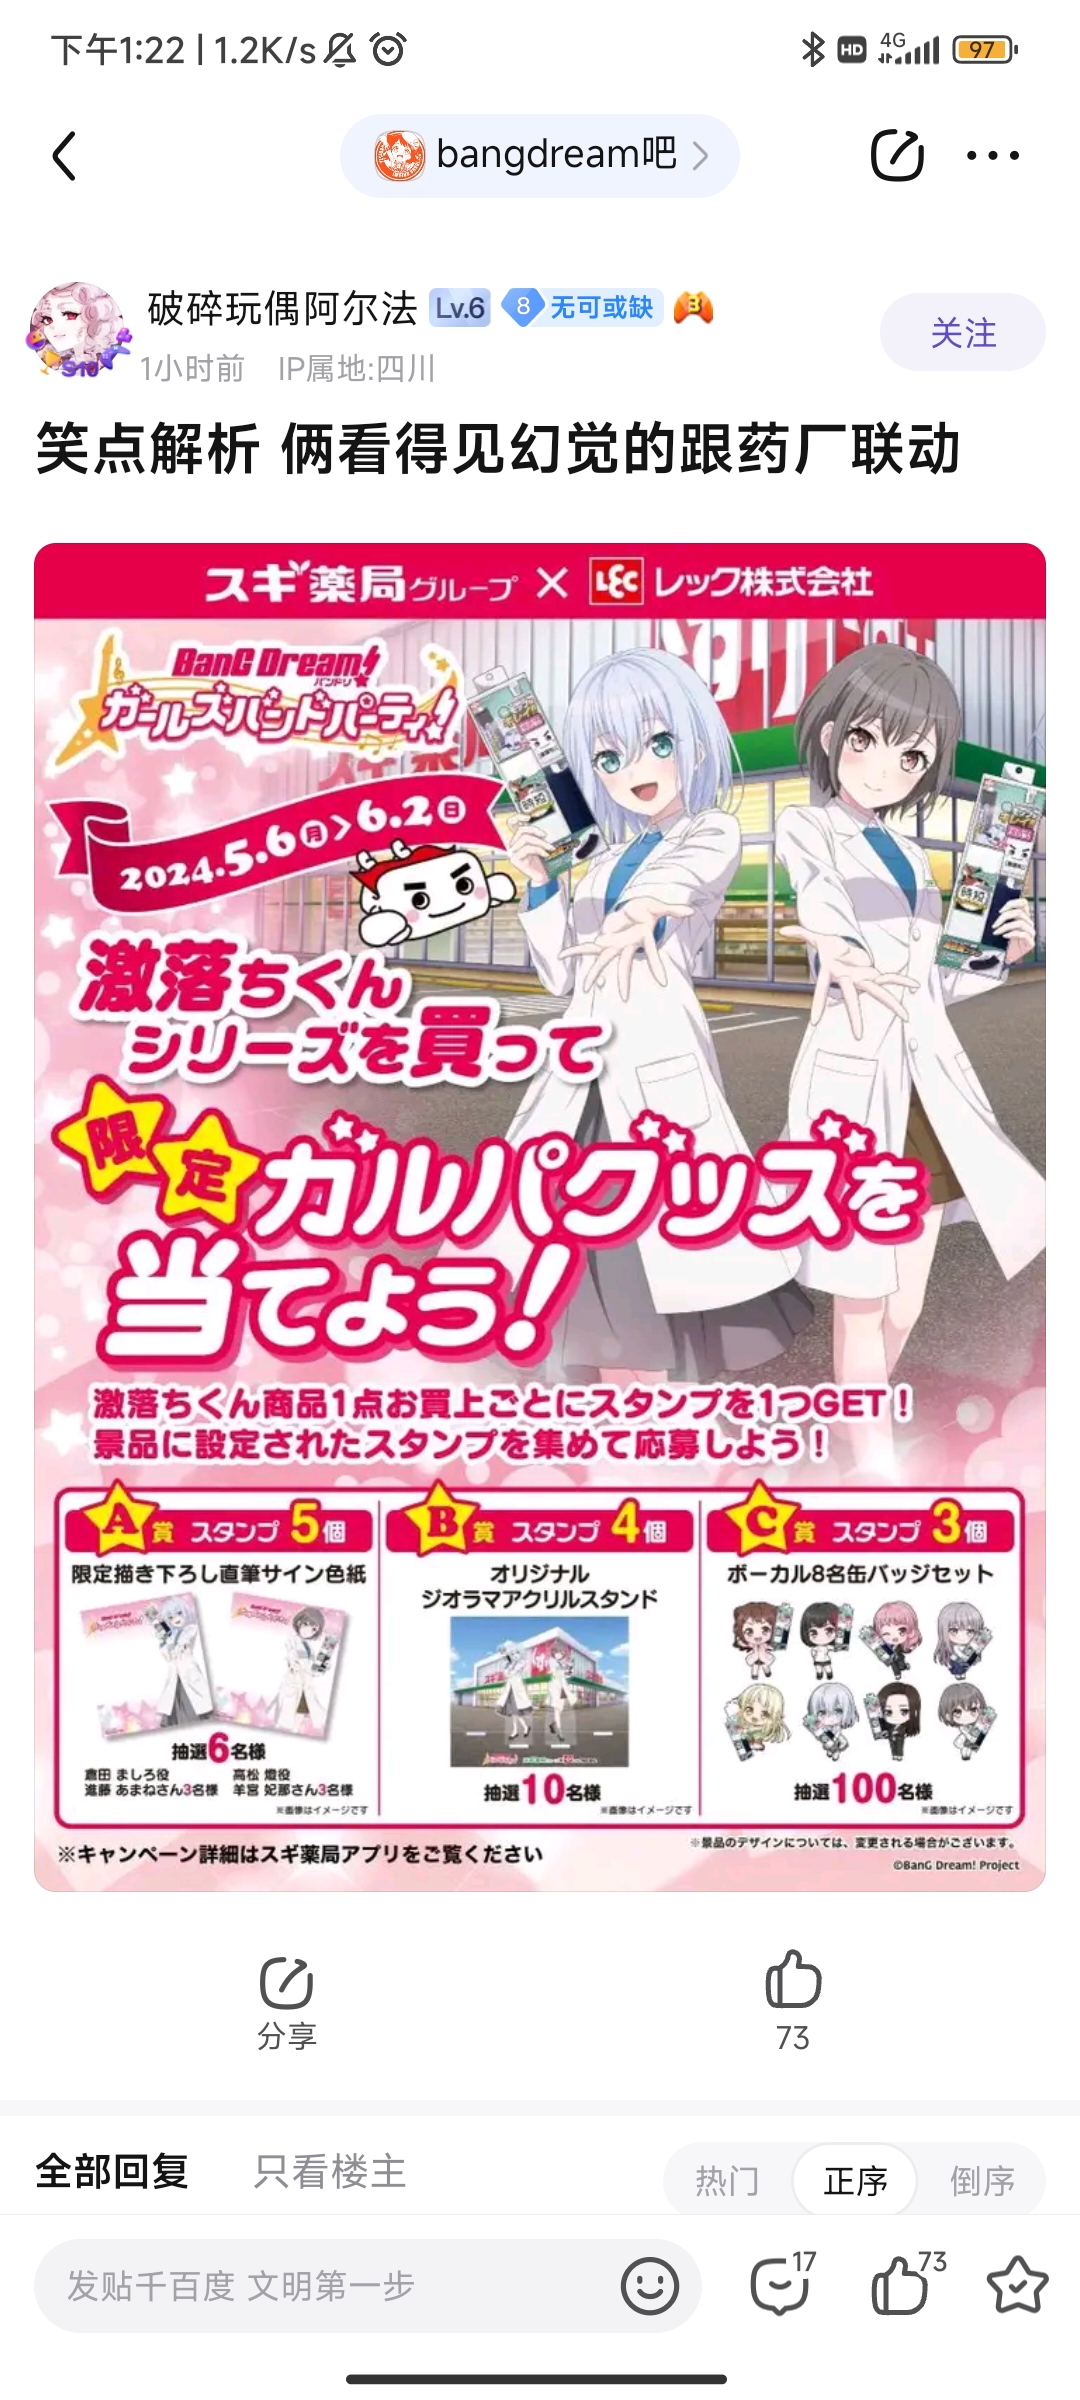 下午1:22 | 1.2K/s
HD 4G 97
bangdream吧
破碎玩偶阿尔法 Lv.6 8 无可或缺 3
S10
1小时前 IP属地:四川
关注
笑点解析 俩看得见幻觉的跟药厂联动
スギ薬局グループ × LEC レック株式会社
BanG Dream!
バンドリ
ガールズバンドパーティ!
2024.5.6月>6.2日
激落ちくん
シリーズを買って
限定 ガルパグッズを
当てよう!
激落ちくん商品1点お買上ごとにスタンプを1つGET!
景品に設定されたスタンプを集めて応募しよう!
A賞 スタンプ5個
限定描き下ろし直筆サイン色紙
抽選6名様
倉田 ましろ役
進藤 あまねさん3名様
高松 燈役
羊宮 妃那さん3名様
※画像はイメージです
B賞 スタンプ4個
オリジナル
ジオラマアクリルスタンド
抽選10名様
※画像はイメージです
C賞 スタンプ3個
ボーカル8名缶バッジセット
抽選100名様
※画像はイメージです
※キャンペーン詳細はスギ薬局アプリをご覧ください
※景品のデザインについては、変更される場合がございます。
©BanG Dream! Project
分享
73
全部回复 只看楼主
热门 正序 倒序
发贴千百度 文明第一步
17
73